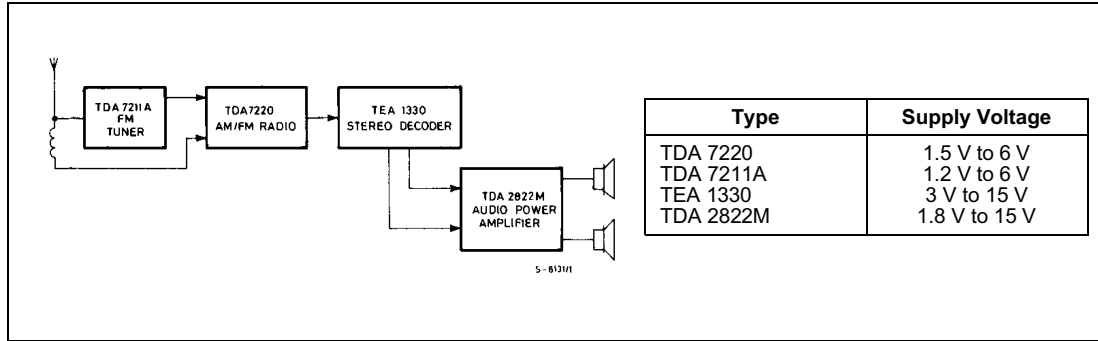 TDA 7211A
FM
TUNER
TDA7220
AM/FM RADIO
TEA 1330
STEREO DECODER
TDA 2822M
AUDIO POWER
AMPLIFIER
5-6131/1
Type Supply Voltage
TDA 7220 1.5 V to 6 V
TDA 7211A 1.2 V to 6 V
TEA 1330 3 V to 15 V
TDA 2822M 1.8 V to 15 V